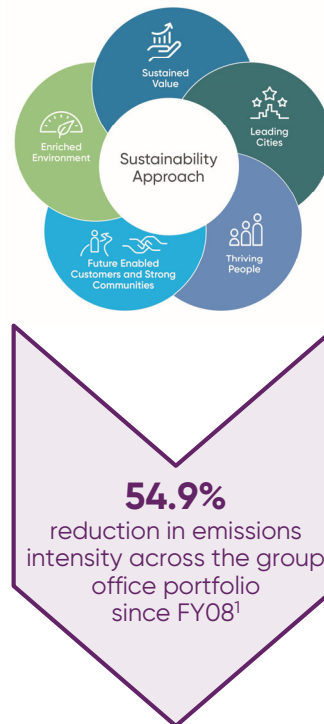 Sustained
Value
Leading
Cities
Enriched
Environment
Sustainability
Approach
Future Enabled
Customers and Strong
Communities
Thriving
People
54.9%
reduction in emissions
intensity across the group
office portfolio
since FY08¹